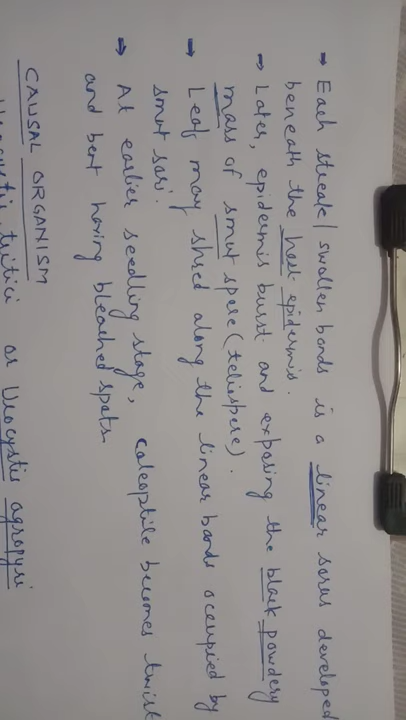 → Each streak/swollen bands is a linear sorus developed
beneath the host epidermis.
→ Later, epidermis burst and exposing the black powdery
mass of smut spore (teliospore).
→ Leaf may shred along the linear bands occupied by
smut sori.
→ At earlier seedling stage, coleoptile becomes twist
and bent having bleached spots.
CAUSAL ORGANISM
Urocystis tritici or Urocystis agropyri